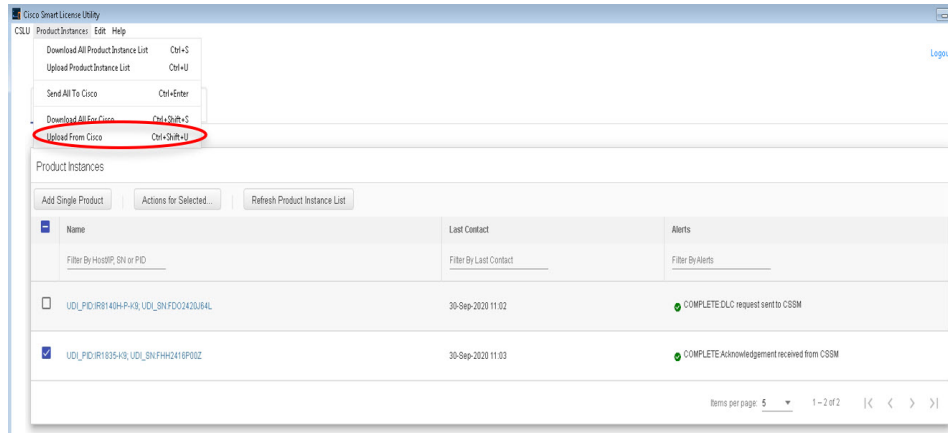 Cisco Smart License Utility
CSLU Product Instances Edit Help
Download All Product Instance List Ctrl+S
Upload Product Instance List Ctrl+U
Logou
Send All To Cisco Ctrl+Enter
Download All For Cisco Ctrl+Shift+S
Upload From Cisco Ctrl+Shift+U
Product Instances
Add Single Product Actions for Selected... Refresh Product Instance List
Name Last Contact Alerts
Filter By Host/IP, SN or PID Filter By Last Contact Filter By Alerts
UDI_PID:IR8140H-P-K9; UDI_SN:FDO2420J64L 30-Sep-2020 11:02 COMPLETE:DLC request sent to CSSM
UDI_PID:IR1835-K9; UDI_SN:FHH2416P00Z 30-Sep-2020 11:03 COMPLETE:Acknowledgement received from CSSM
Items per page: 5 1 – 2 of 2